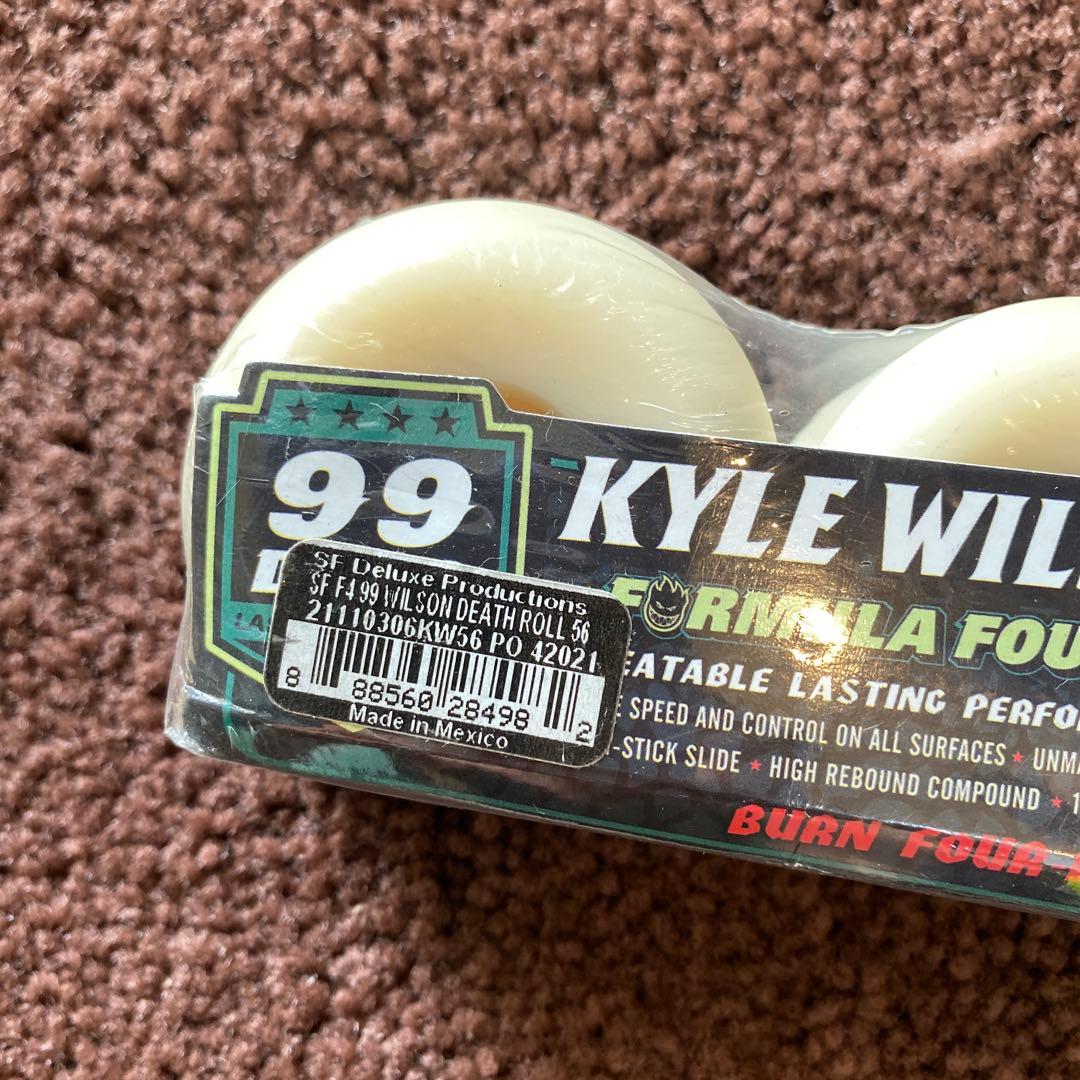 99
D
LA
KYLE WIL
FORMULA FOU
EATABLE LASTING PERFO
E SPEED AND CONTROL ON ALL SURFACES ★ UNMA
-STICK SLIDE ★ HIGH REBOUND COMPOUND ★ 1
BURN FOUR-
SF Deluxe Productions
SF F4 99 WILSON DEATH ROLL 56
21110306KW56 PO 42021
8 88560 28498 2
Made in Mexico